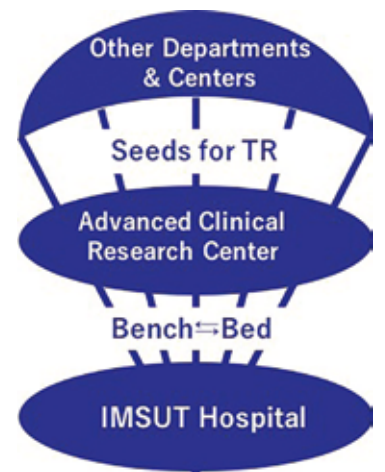 Other Departments
& Centers
Seeds for TR
Advanced Clinical
Research Center
Bench⇆Bed
IMSUT Hospital